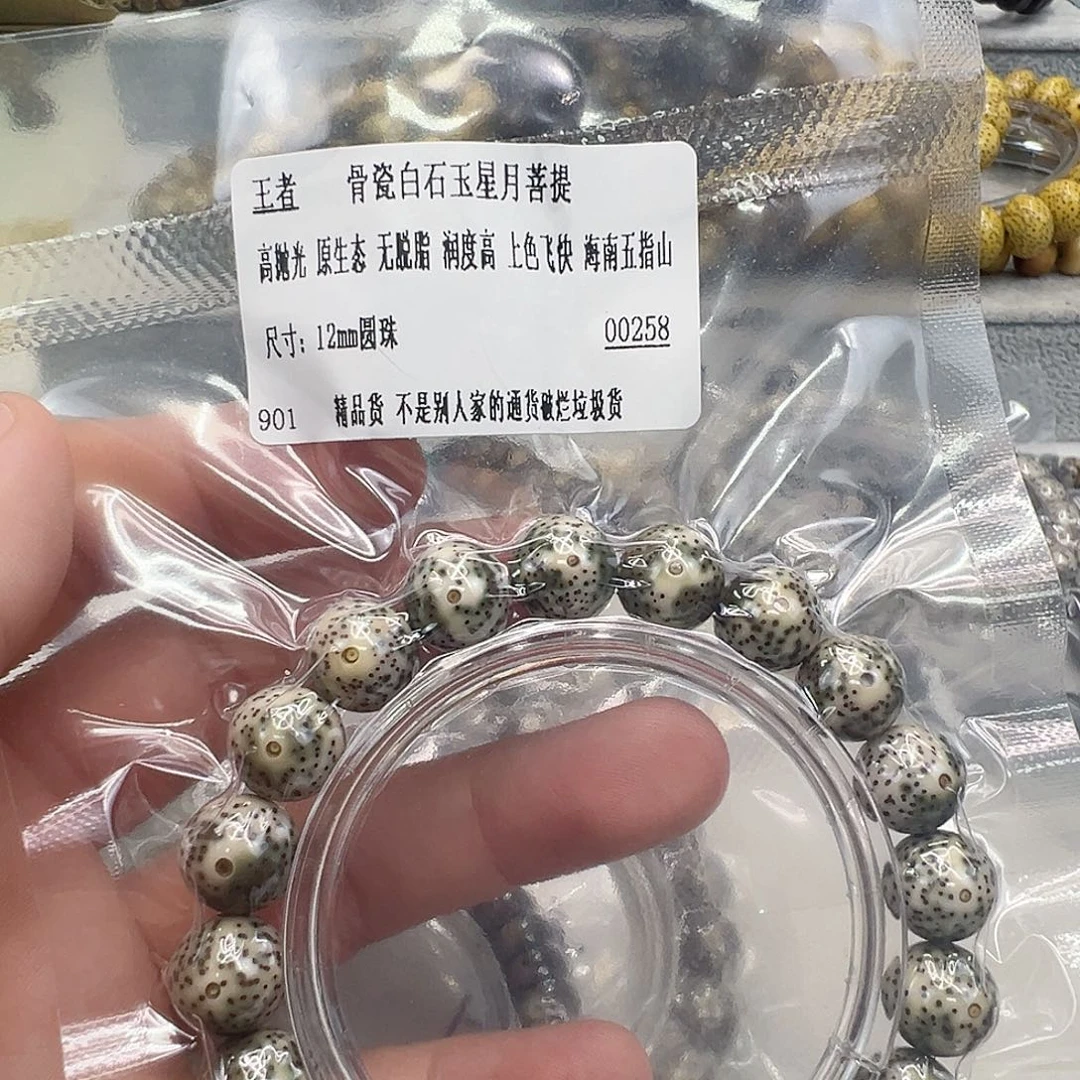 王者 骨瓷白石玉星月菩提
高抛光 原生态 无脱脂 润度高 上色飞快 海南五指山
尺寸: 12mm圆珠 00258
901 精品货 不是别人家的通货破烂垃圾货